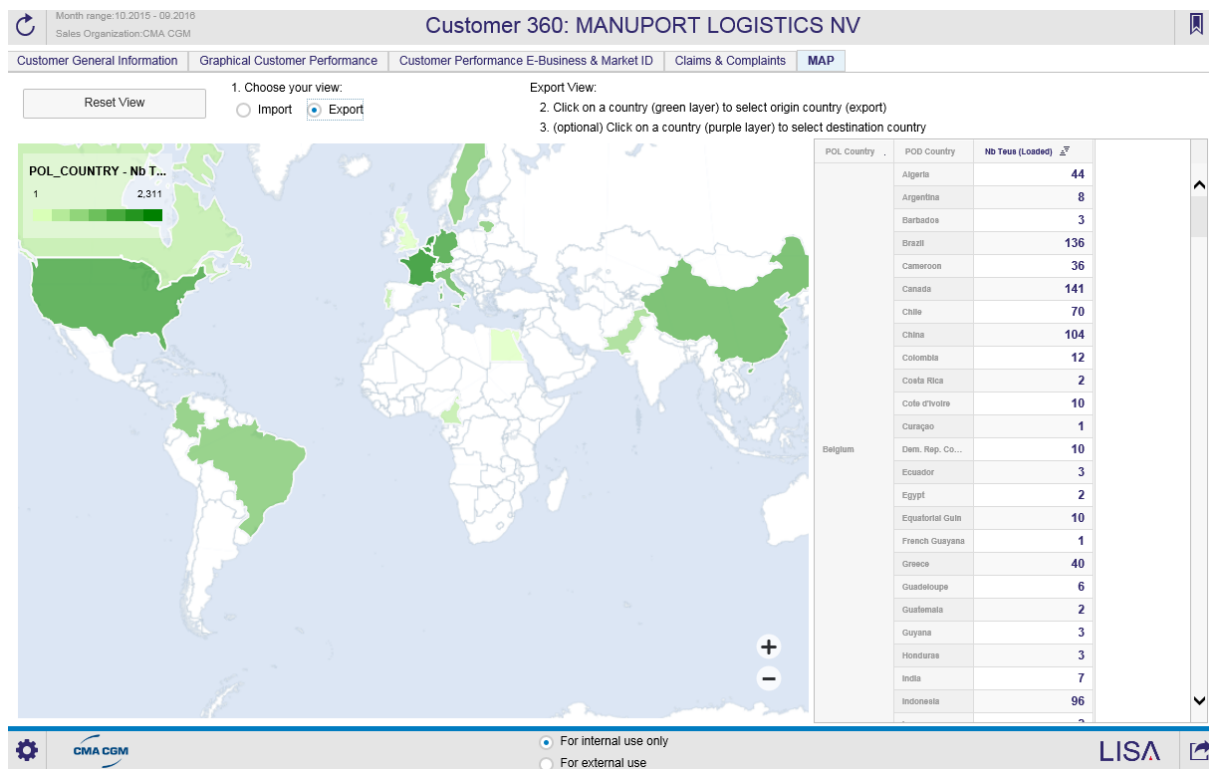 Month range:10.2015 - 09.2016
Sales Organization:CMA CGM
Customer 360: MANUPORT LOGISTICS NV
Customer General Information
Graphical Customer Performance
Customer Performance E-Business & Market ID
Claims & Complaints
MAP
Reset View
1. Choose your view:
Import
Export
Export View:
2. Click on a country (green layer) to select origin country (export)
3. (optional) Click on a country (purple layer) to select destination country
POL_COUNTRY - Nb T...
1 2,311
POL Country . POD Country Nb Teus (Loaded)
Belgium
Algeria 44
Argentina 8
Barbados 3
Brazil 136
Cameroon 36
Canada 141
Chile 70
China 104
Colombia 12
Costa Rica 2
Cote d'Ivoire 10
Curaçao 1
Dem. Rep. Co... 10
Ecuador 3
Egypt 2
Equatorial Guin 10
French Guayana 1
Greece 40
Guadeloupe 6
Guatemala 2
Guyana 3
Honduras 3
India 7
Indonesia 96
CMA CGM
For internal use only
For external use
LISA